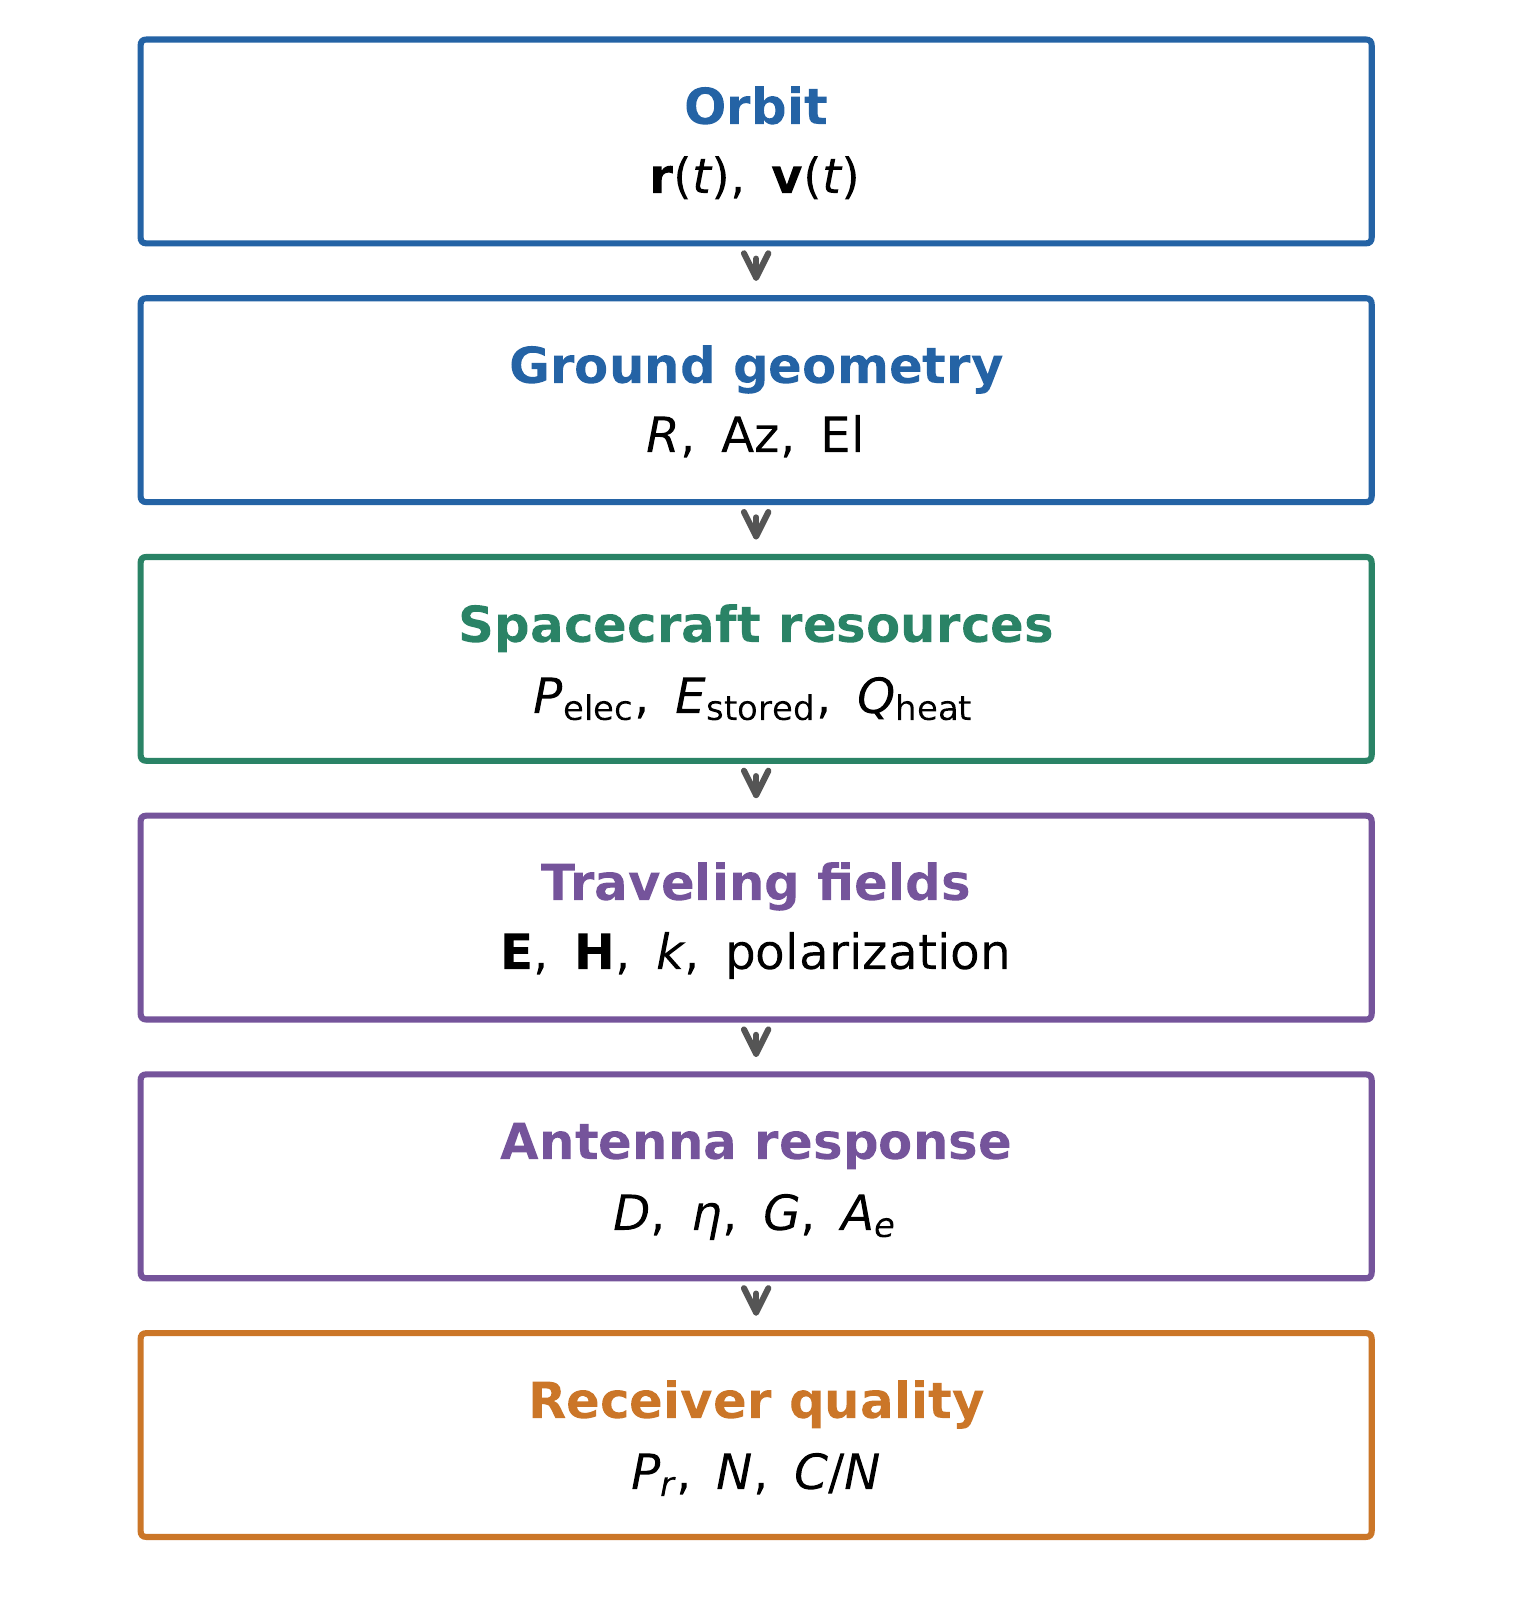 Orbit
r(t), v(t)
Ground geometry
R, Az, El
Spacecraft resources
P_elec, E_stored, Q_heat
Traveling fields
E, H, k, polarization
Antenna response
D, η, G, A_e
Receiver quality
P_r, N, C/N